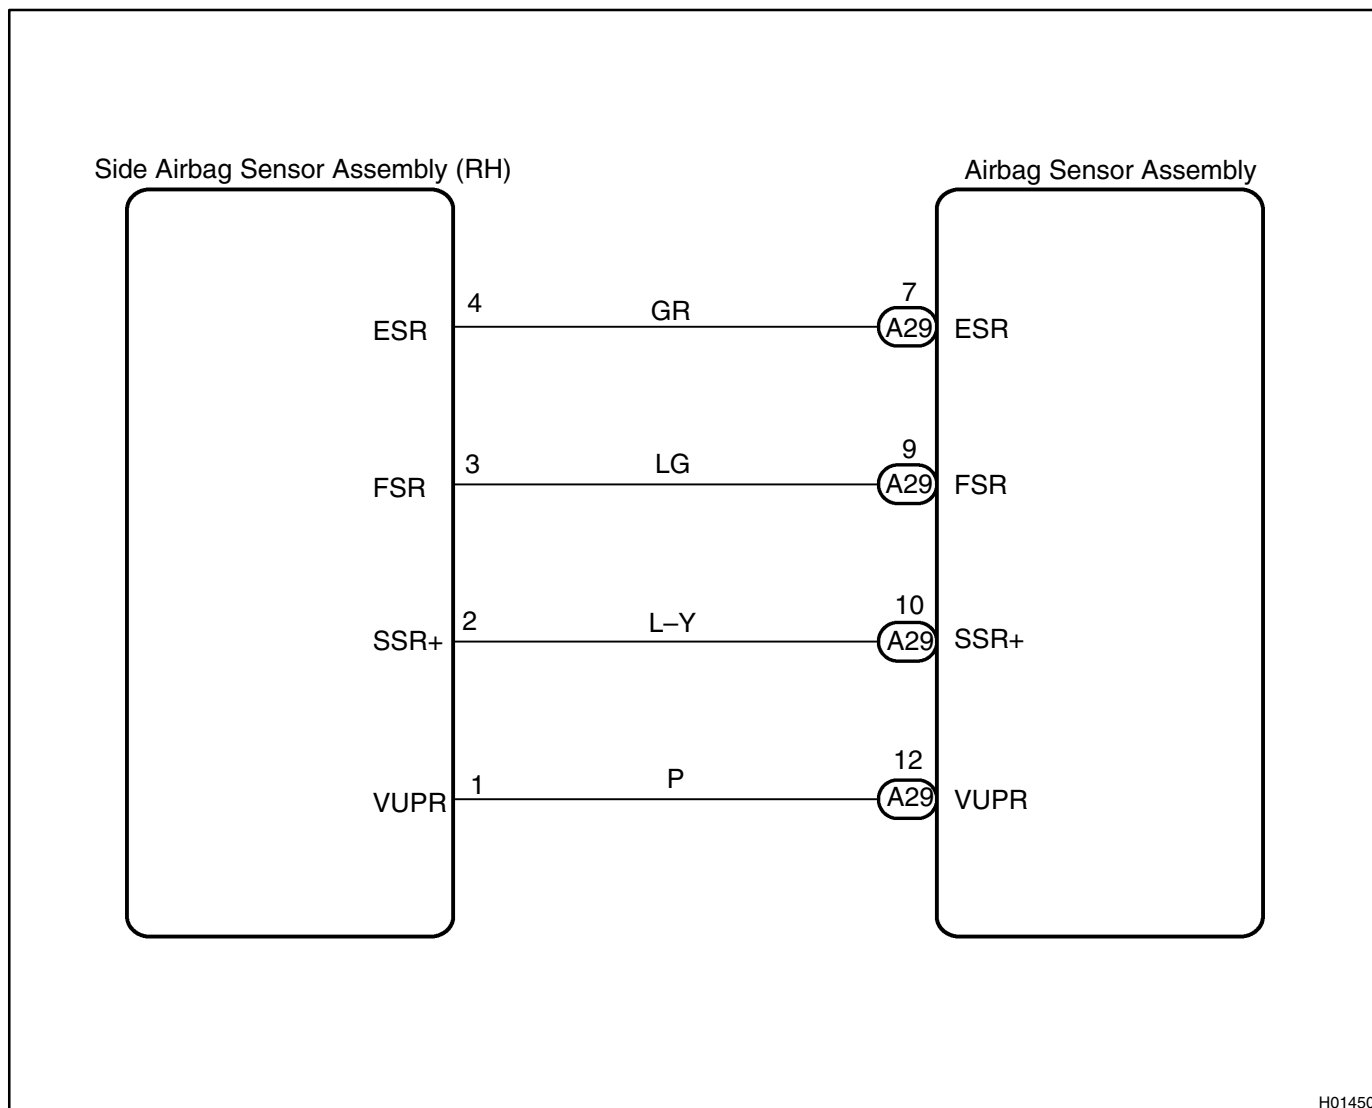 Side Airbag Sensor Assembly (RH)
Airbag Sensor Assembly
ESR 4 GR 7 A29 ESR
FSR 3 LG 9 A29 FSR
SSR+ 2 L–Y 10 A29 SSR+
VUPR 1 P 12 A29 VUPR
H01450